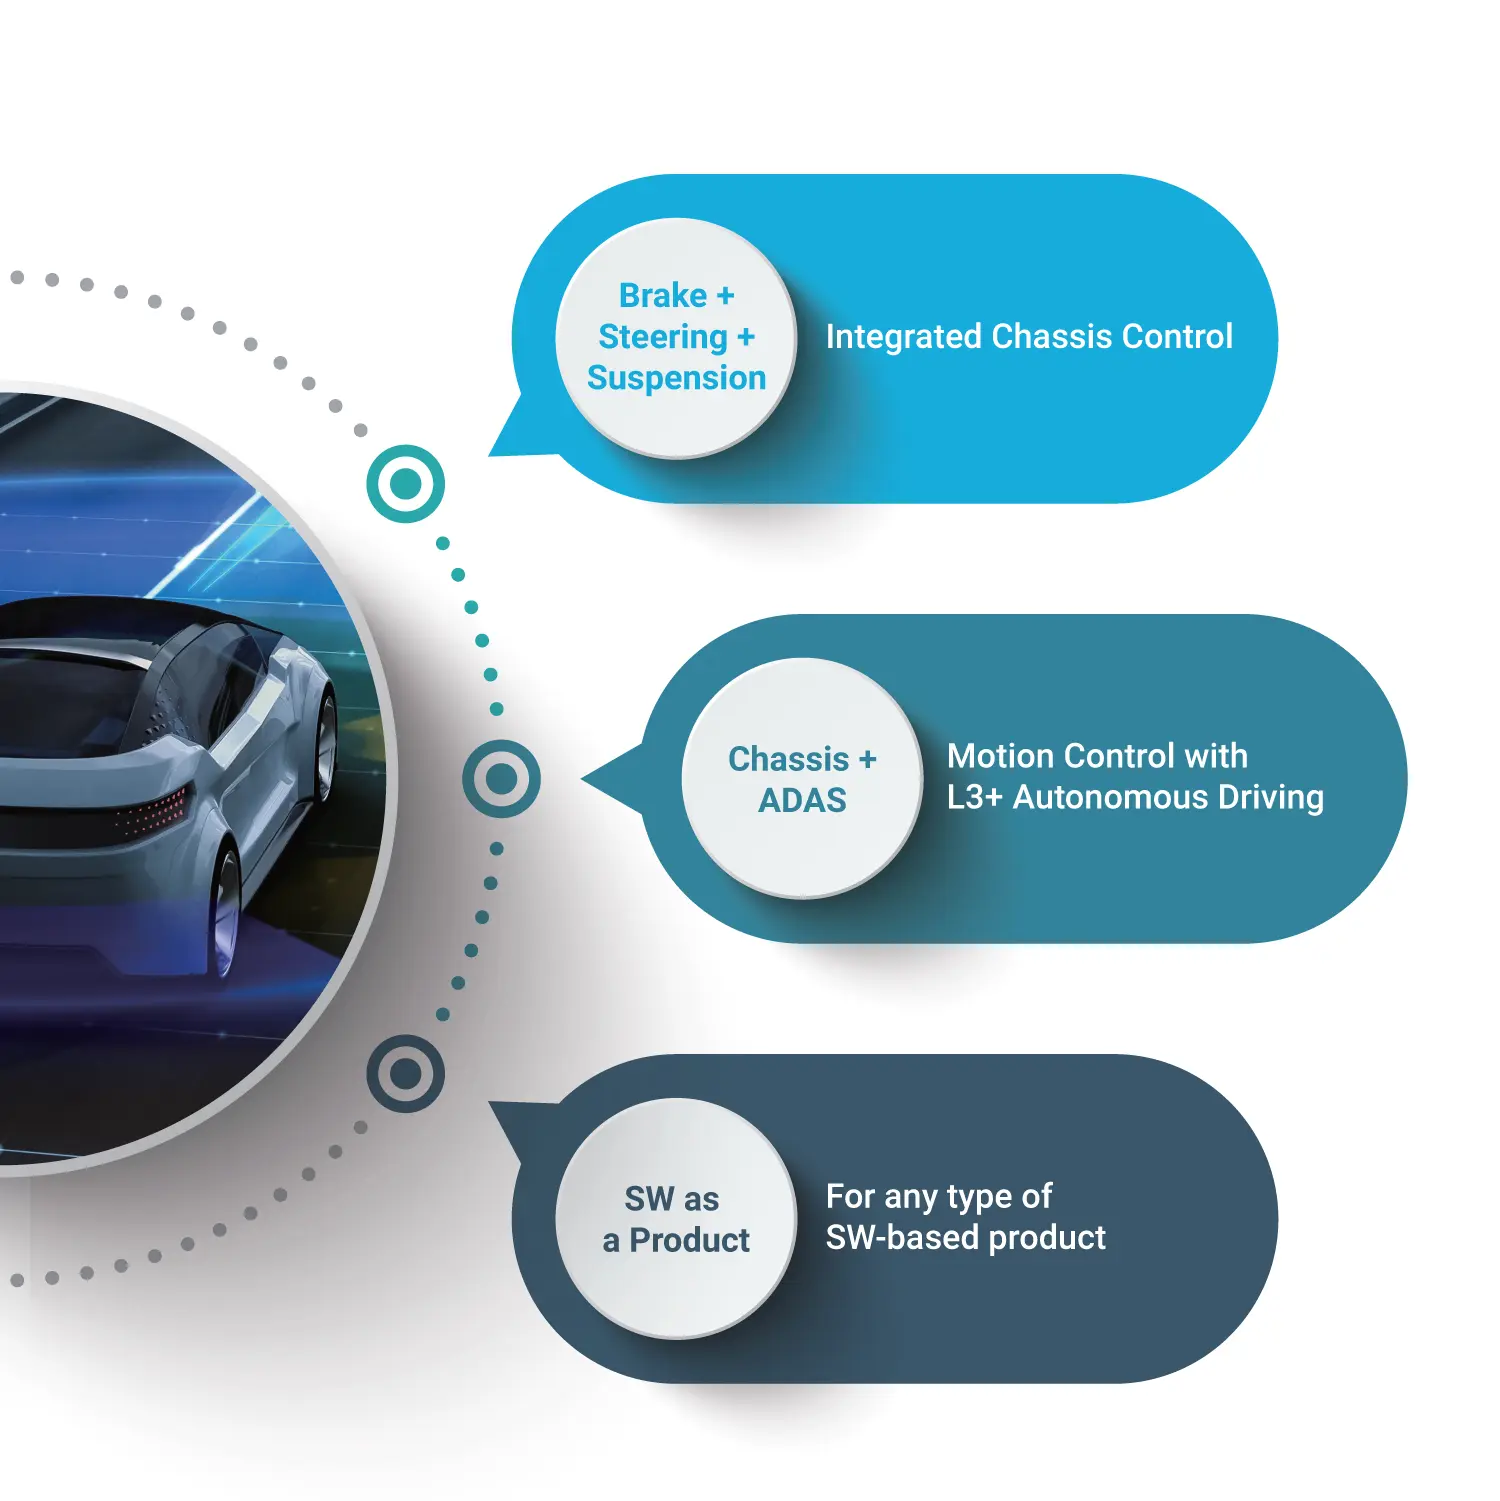 Brake +
Steering +
Suspension
Integrated Chassis Control
Chassis +
ADAS
Motion Control with
L3+ Autonomous Driving
SW as
a Product
For any type of
SW-based product